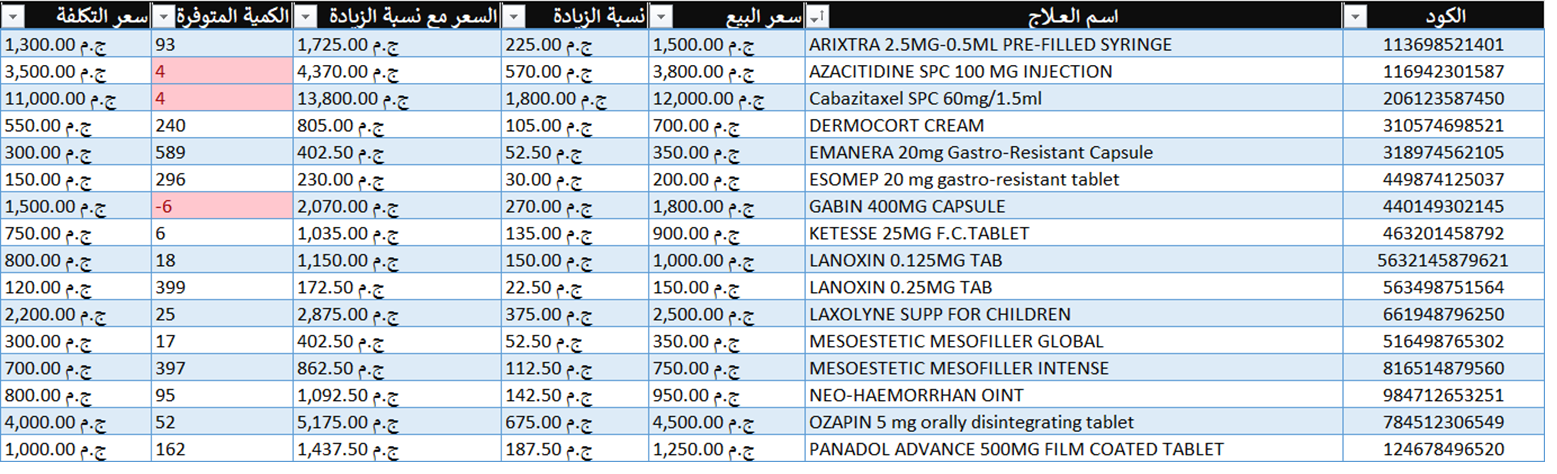 الكود اسم العلاج سعر البيع نسبة الزيادة السعر مع نسبة الزيادة الكمية المتوفرة سعر التكلفة
113698521401 ARIXTRA 2.5MG-0.5ML PRE-FILLED SYRINGE ج.م 1,500.00 ج.م 225.00 ج.م 1,725.00 93 ج.م 1,300.00
116942301587 AZACITIDINE SPC 100 MG INJECTION ج.م 3,800.00 ج.م 570.00 ج.م 4,370.00 4 ج.م 3,500.00
206123587450 Cabazitaxel SPC 60mg/1.5ml ج.م 12,000.00 ج.م 1,800.00 ج.م 13,800.00 4 ج.م 11,000.00
310574698521 DERMOCORT CREAM ج.م 700.00 ج.م 105.00 ج.م 805.00 240 ج.م 550.00
318974562105 EMANERA 20mg Gastro-Resistant Capsule ج.م 350.00 ج.م 52.50 ج.م 402.50 589 ج.م 300.00
449874125037 ESOMEP 20 mg gastro-resistant tablet ج.م 200.00 ج.م 30.00 ج.م 230.00 296 ج.م 150.00
440149302145 GABIN 400MG CAPSULE ج.م 1,800.00 ج.م 270.00 ج.م 2,070.00 -6 ج.م 1,500.00
463201458792 KETESSE 25MG F.C.TABLET ج.م 900.00 ج.م 135.00 ج.م 1,035.00 6 ج.م 750.00
5632145879621 LANOXIN 0.125MG TAB ج.م 1,000.00 ج.م 150.00 ج.م 1,150.00 18 ج.م 800.00
563498751564 LANOXIN 0.25MG TAB ج.م 150.00 ج.م 22.50 ج.م 172.50 399 ج.م 120.00
661948796250 LAXOLYNE SUPP FOR CHILDREN ج.م 2,500.00 ج.م 375.00 ج.م 2,875.00 25 ج.م 2,200.00
516498765302 MESOESTETIC MESOFILLER GLOBAL ج.م 350.00 ج.م 52.50 ج.م 402.50 17 ج.م 300.00
816514879560 MESOESTETIC MESOFILLER INTENSE ج.م 750.00 ج.م 112.50 ج.م 862.50 397 ج.م 700.00
984712653251 NEO-HAEMORRHAN OINT ج.م 950.00 ج.م 142.50 ج.م 1,092.50 95 ج.م 800.00
784512306549 OZAPIN 5 mg orally disintegrating tablet ج.م 4,500.00 ج.م 675.00 ج.م 5,175.00 52 ج.م 4,000.00
124678496520 PANADOL ADVANCE 500MG FILM COATED TABLET ج.م 1,250.00 ج.م 187.50 ج.م 1,437.50 162 ج.م 1,000.00